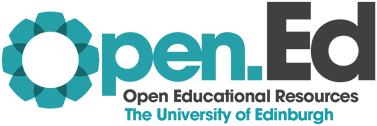 Open.Ed
Open Educational Resources
The University of Edinburgh